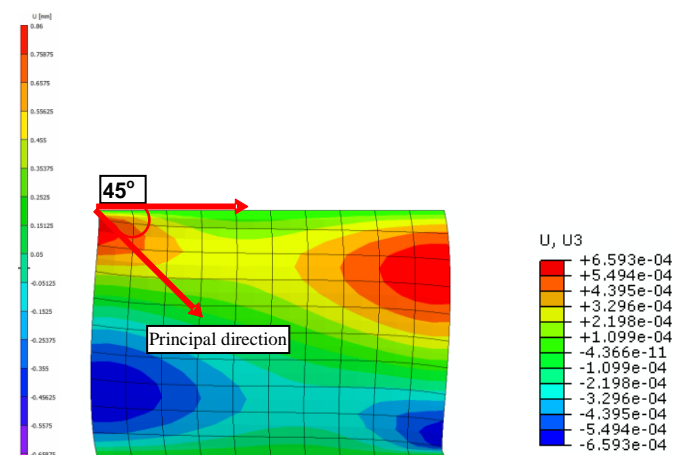 U [mm]
0.86
0.75875
0.6575
0.55625
0.455
0.35375
0.2525
0.15125
0.05
-0.05125
-0.1525
-0.25375
-0.355
-0.45625
-0.5575
-0.65875
45°
Principal direction
U, U3
+6.593e-04
+5.494e-04
+4.395e-04
+3.296e-04
+2.198e-04
+1.099e-04
-4.366e-11
-1.099e-04
-2.198e-04
-3.296e-04
-4.395e-04
-5.494e-04
-6.593e-04